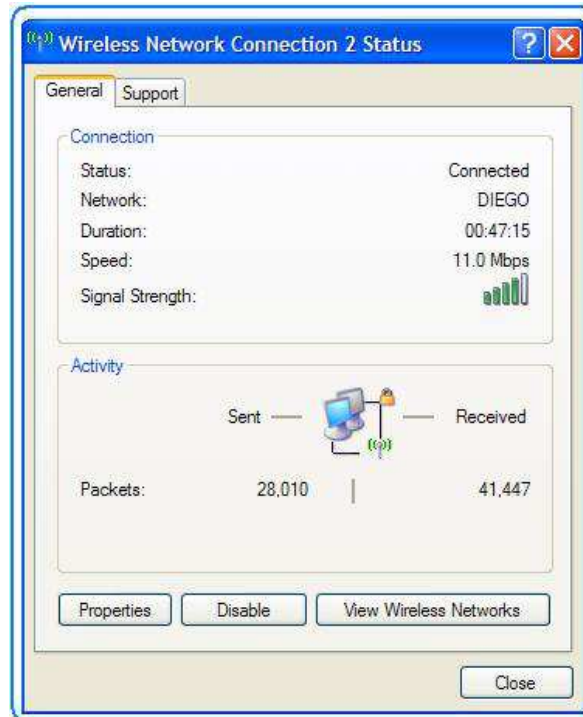 Wireless Network Connection 2 Status
General Support
Connection
Status: Connected
Network: DIEGO
Duration: 00:47:15
Speed: 11.0 Mbps
Signal Strength:
Activity
Sent Received
Packets: 28,010 41,447
Properties Disable View Wireless Networks
Close